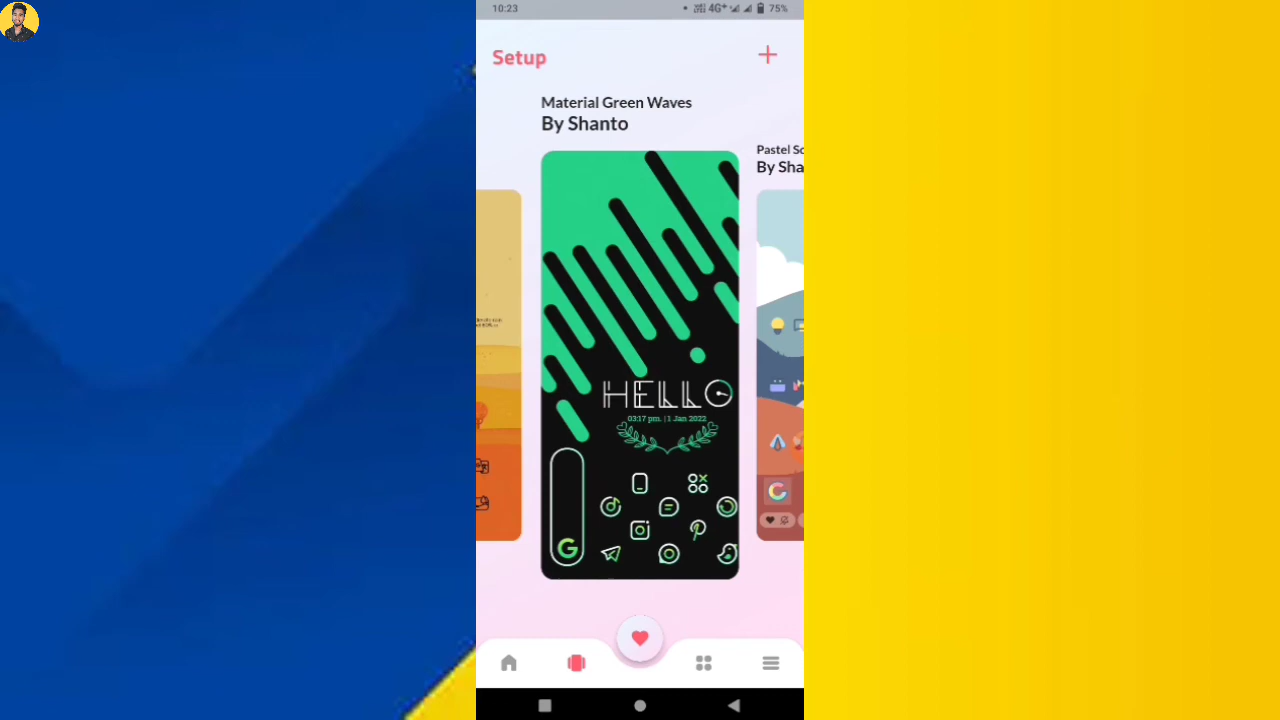 10:23
4G+
75%
Setup
Material Green Waves
By Shanto
Pastel Sc
By Sha
HELLO
03:17 pm. | 1 Jan 2022
G